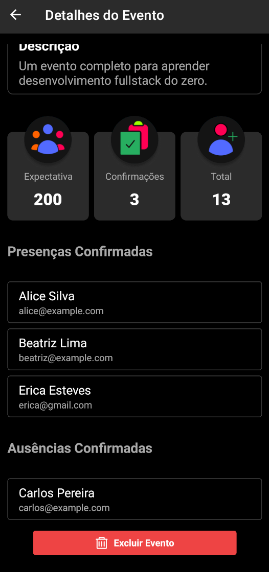 Detalhes do Evento
Descrição
Um evento completo para aprender
desenvolvimento fullstack do zero.
Expectativa
Confirmações
Total
200
3
13
Presenças Confirmadas
Alice Silva
alice@example.com
Beatriz Lima
beatriz@example.com
Erica Esteves
erica@gmail.com
Ausências Confirmadas
Carlos Pereira
carlos@example.com
Excluir Evento